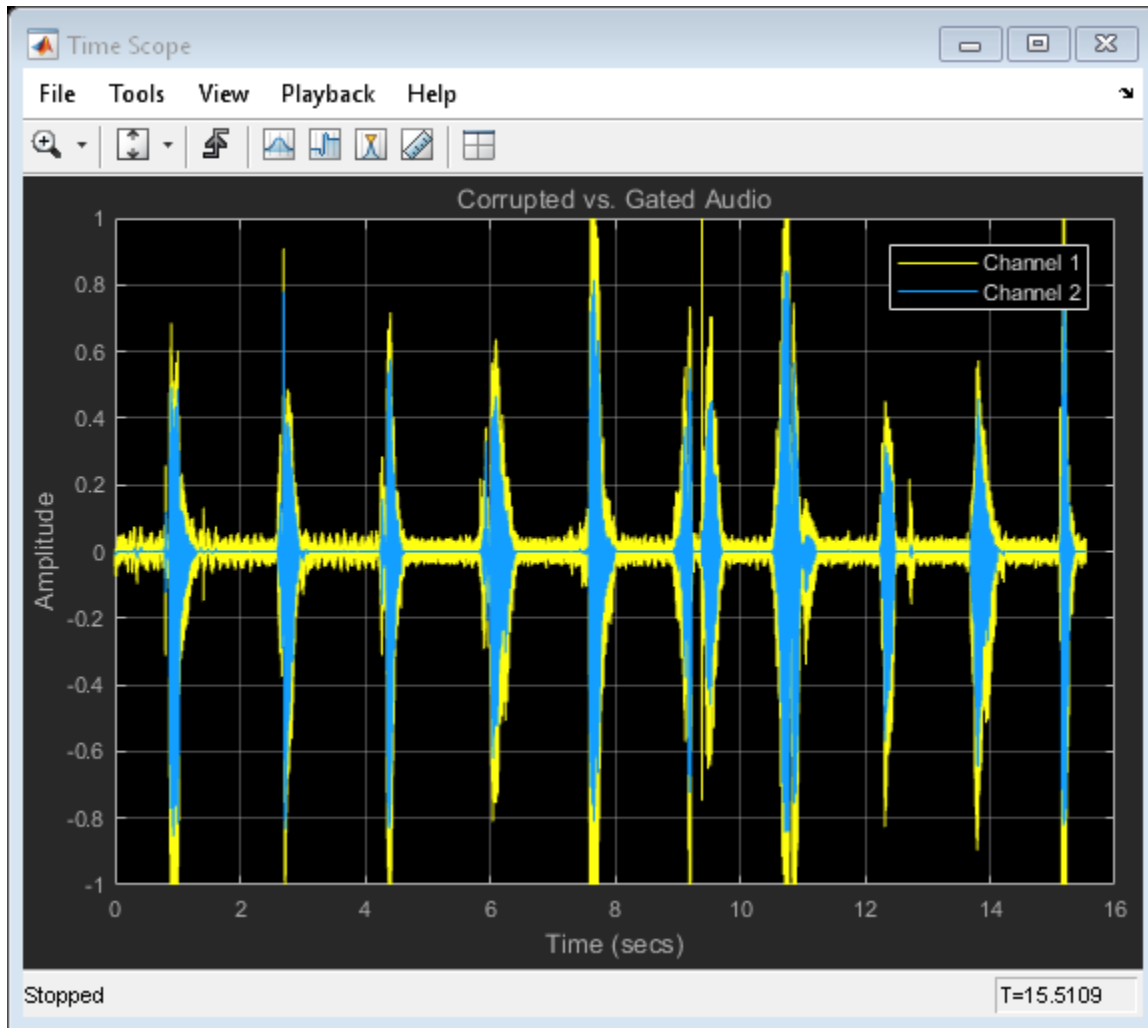 Time Scope
File Tools View Playback Help
Corrupted vs. Gated Audio
Channel 1
Channel 2
1
0.8
0.6
0.4
0.2
0
-0.2
-0.4
-0.6
-0.8
-1
Amplitude
0 2 4 6 8 10 12 14 16
Time (secs)
Stopped T=15.5109